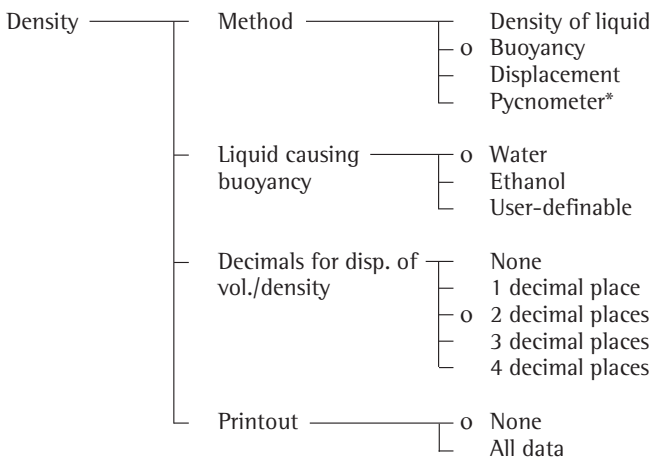 Density Method Density of liquid
o Buoyancy
Displacement
Pycnometer*
Liquid causing o Water
buoyancy Ethanol
User-definable
Decimals for disp. of None
vol./density 1 decimal place
o 2 decimal places
3 decimal places
4 decimal places
Printout o None
All data